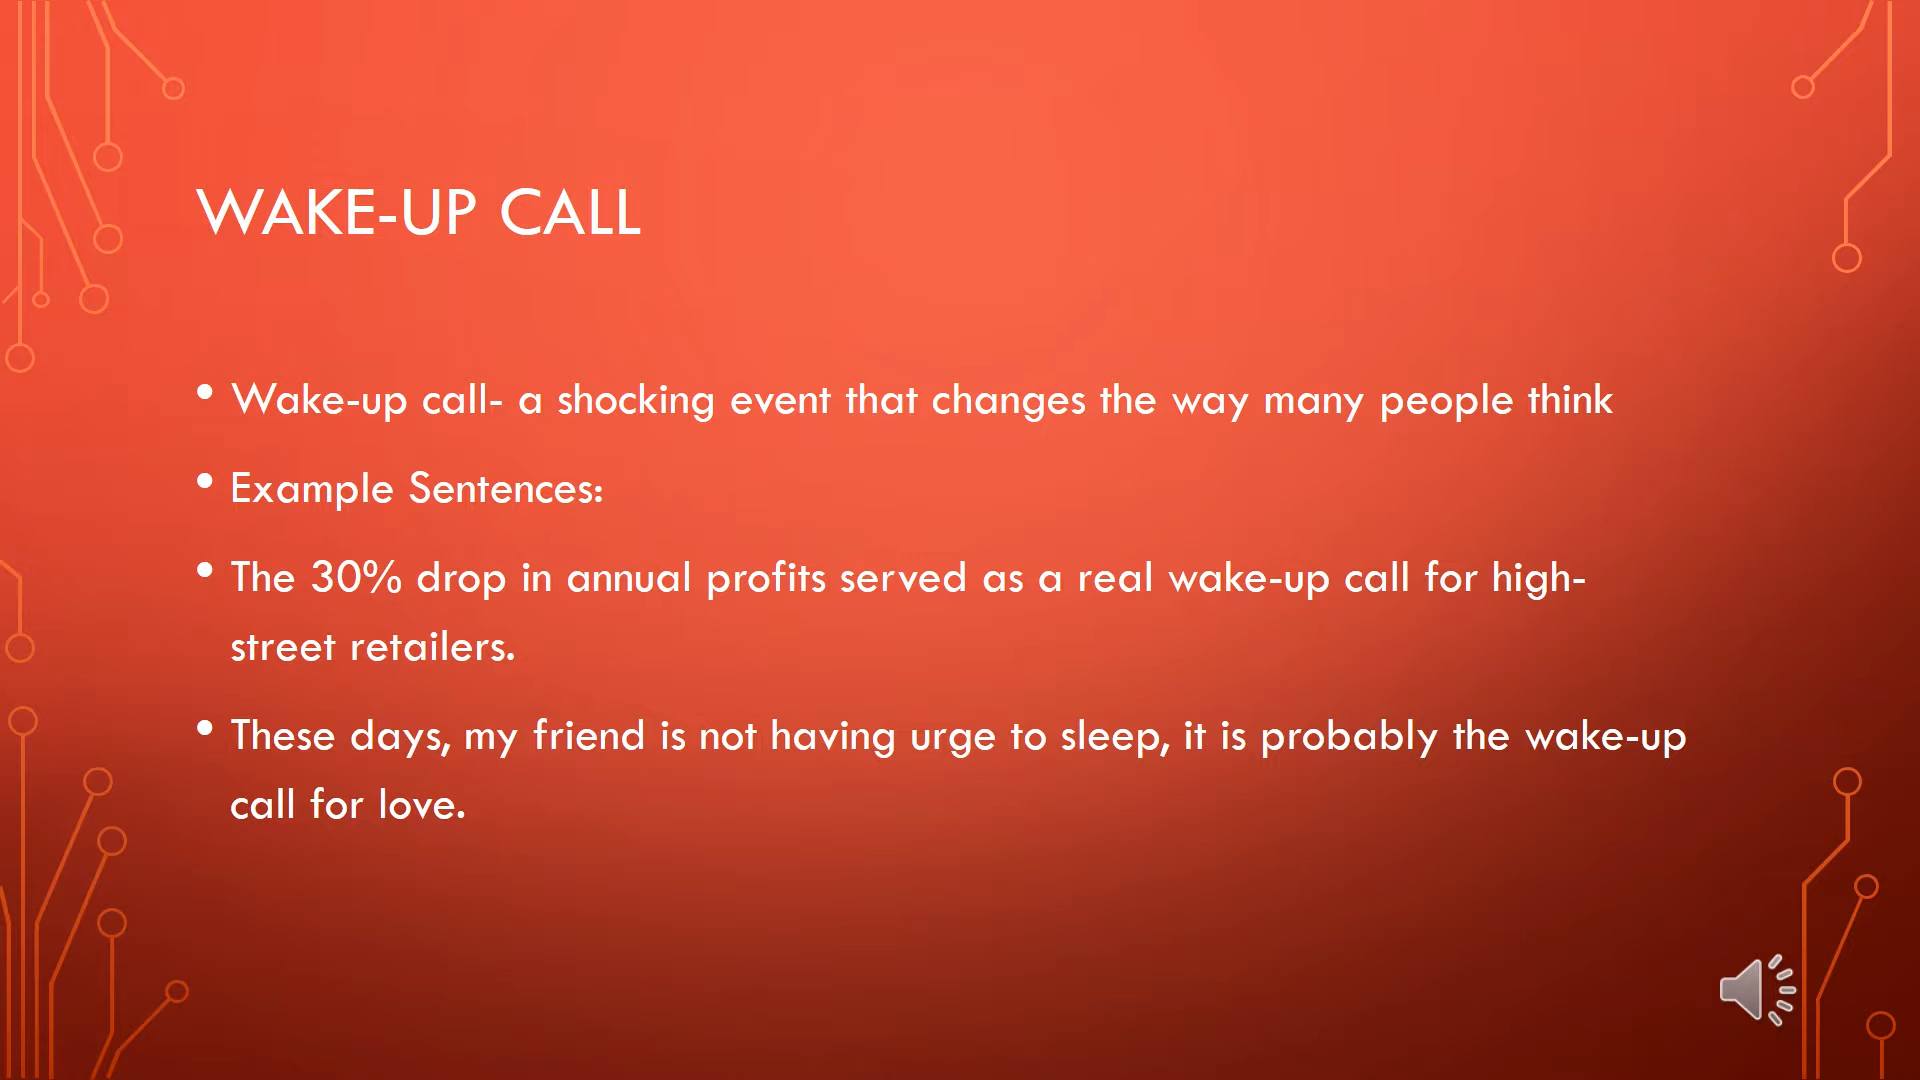 WAKE-UP CALL
• Wake-up call- a shocking event that changes the way many people think
• Example Sentences:
• The 30% drop in annual profits served as a real wake-up call for high-
street retailers.
• These days, my friend is not having urge to sleep, it is probably the wake-up
call for love.